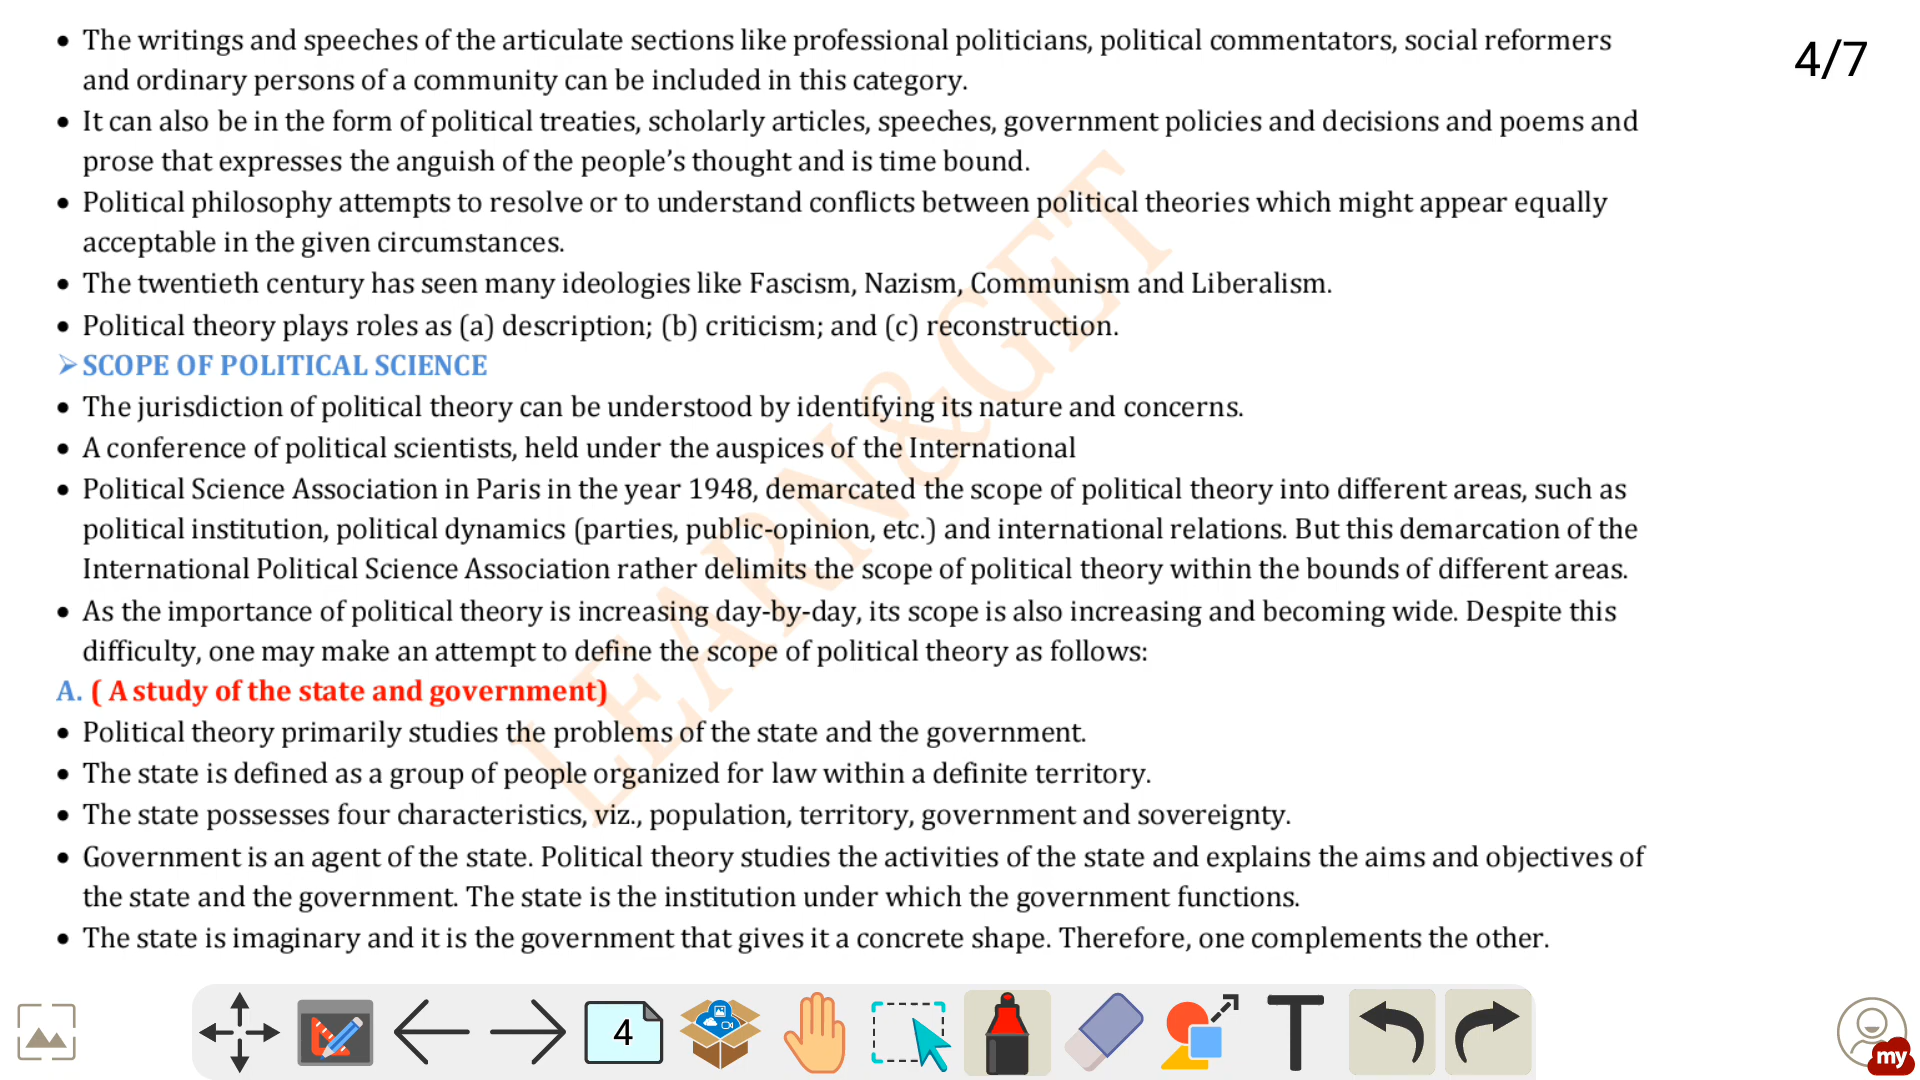 • The writings and speeches of the articulate sections like professional politicians, political commentators, social reformers
and ordinary persons of a community can be included in this category.
• It can also be in the form of political treaties, scholarly articles, speeches, government policies and decisions and poems and
prose that expresses the anguish of the people’s thought and is time bound.
• Political philosophy attempts to resolve or to understand conflicts between political theories which might appear equally
acceptable in the given circumstances.
• The twentieth century has seen many ideologies like Fascism, Nazism, Communism and Liberalism.
• Political theory plays roles as (a) description; (b) criticism; and (c) reconstruction.
➢ SCOPE OF POLITICAL SCIENCE
• The jurisdiction of political theory can be understood by identifying its nature and concerns.
• A conference of political scientists, held under the auspices of the International
• Political Science Association in Paris in the year 1948, demarcated the scope of political theory into different areas, such as
political institution, political dynamics (parties, public-opinion, etc.) and international relations. But this demarcation of the
International Political Science Association rather delimits the scope of political theory within the bounds of different areas.
• As the importance of political theory is increasing day-by-day, its scope is also increasing and becoming wide. Despite this
difficulty, one may make an attempt to define the scope of political theory as follows:
A. ( A study of the state and government)
• Political theory primarily studies the problems of the state and the government.
• The state is defined as a group of people organized for law within a definite territory.
• The state possesses four characteristics, viz., population, territory, government and sovereignty.
• Government is an agent of the state. Political theory studies the activities of the state and explains the aims and objectives of
the state and the government. The state is the institution under which the government functions.
• The state is imaginary and it is the government that gives it a concrete shape. Therefore, one complements the other.
4/7
LEARN&GET
4
T
my